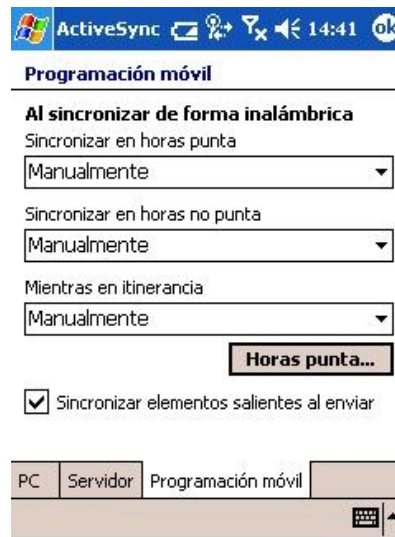 ActiveSync 14:41 ok
Programación móvil
Al sincronizar de forma inalámbrica
Sincronizar en horas punta
Manualmente
Sincronizar en horas no punta
Manualmente
Mientras en itinerancia
Manualmente
Horas punta...
Sincronizar elementos salientes al enviar
PC Servidor Programación móvil